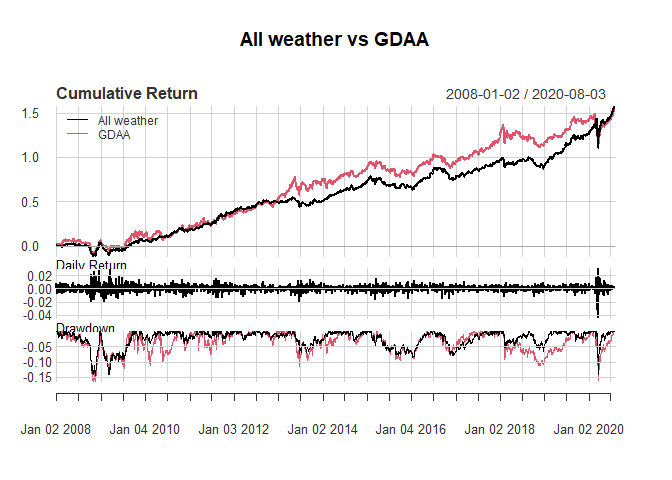 All weather vs GDAA
Cumulative Return
2008-01-02 / 2020-08-03
All weather
GDAA
1.5
1.0
0.5
0.0
Daily Return
0.02
0.00
-0.02
-0.04
Drawdown
-0.05
-0.10
-0.15
Jan 02 2008 Jan 04 2010 Jan 03 2012 Jan 02 2014 Jan 04 2016 Jan 02 2018 Jan 02 2020